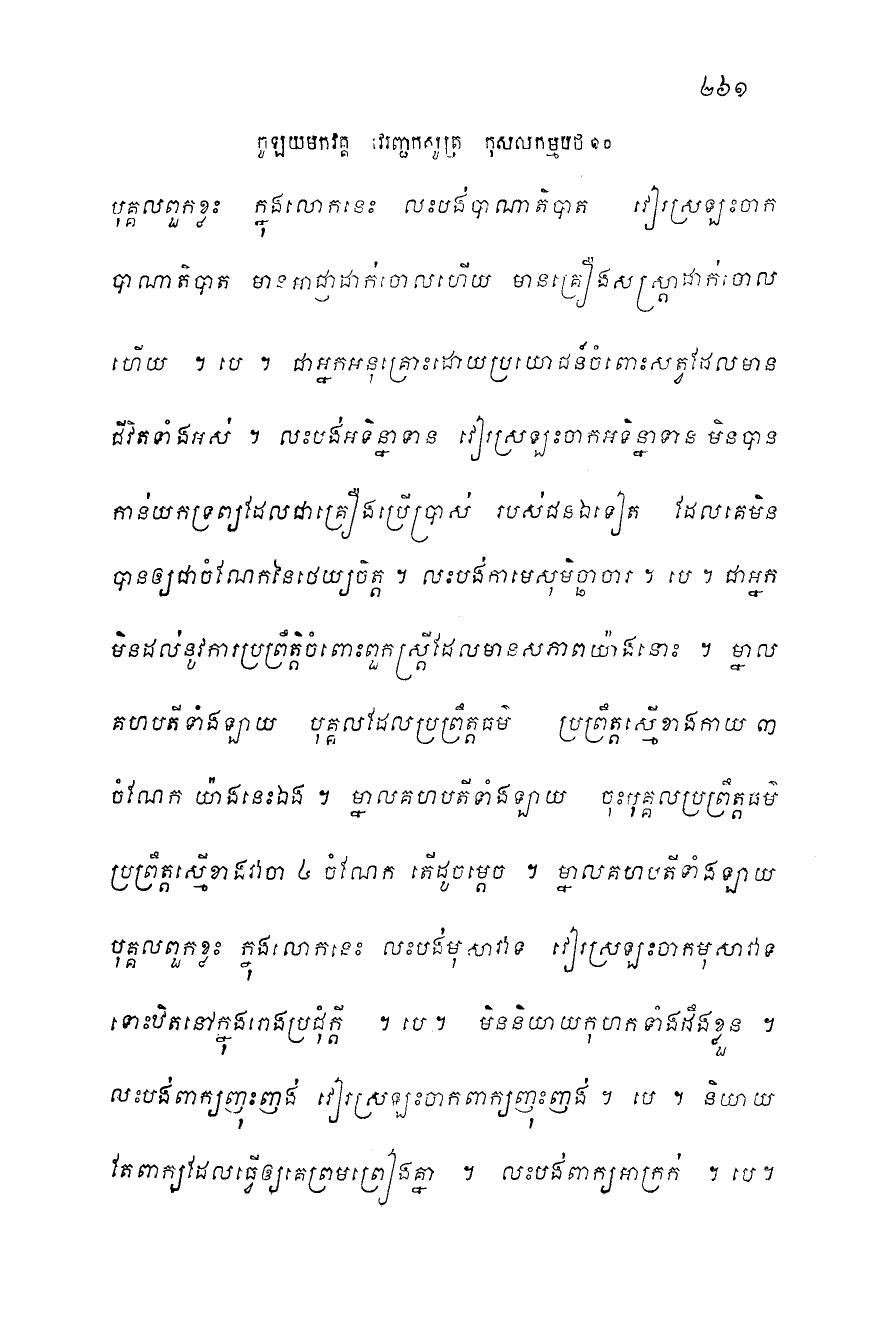 ២៦១
ចូឡយមកវគ្គ វេរញ្ជកសូត្រ កុសលកម្មបថ ១០
បុគ្គលពួកខ្លះ ក្នុងលោកនេះ លះបង់បាណាតិបាត វៀរស្រឡះចាក
បាណាតិបាត មានអាជ្ញាដាក់ចោលហើយ មានគ្រឿងសស្ត្រាដាក់ចោល
ហើយ ។ បេ ។ ជាអ្នកអនុគ្រោះដោយប្រយោជន៍ចំពោះសត្វដែលមាន
ជីវិតទាំងអស់ ។ លះបង់អទិន្នាទាន វៀរស្រឡះចាកអទិន្នាទាន មិនបាន
កាន់យកទ្រព្យដែលជាគ្រឿងប្រើប្រាស់ របស់ជនឯទៀត ដែលគេមិន
បានឲ្យជាចំណែកនៃថេយ្យចិត្ត ។ លះបង់កាមេសុមិច្ឆាចារ ។ បេ ។ ជាអ្នក
មិនដល់នូវការប្រព្រឹត្តិចំពោះពួកស្ត្រីដែលមានសភាពយ៉ាងនោះ ។ ម្នាល
គហបតីទាំងឡាយ បុគ្គលដែលប្រព្រឹត្តធម៌ ប្រព្រឹត្តស្មើខាងកាយ ៣
ចំណែក យ៉ាងនេះឯង ។ ម្នាលគហបតីទាំងឡាយ ចុះបុគ្គលប្រព្រឹត្តធម៌
ប្រព្រឹត្តស្មើខាងវាចា ៤ ចំណែក តើដូចម្តេច ។ ម្នាលគហបតីទាំងឡាយ
បុគ្គលពួកខ្លះ ក្នុងលោកនេះ លះបង់មុសាវាទ វៀរស្រឡះចាកមុសាវាទ
ទោះឋិតនៅក្នុងរោងប្រជុំក្តី ។ បេ ។ មិននិយាយកុហកទាំងដឹងខ្លួន ។
លះបង់ពាក្យញុះញង់ វៀរស្រឡះចាកពាក្យញុះញង់ ។ បេ ។ និយាយ
តែពាក្យដែលធ្វើឲ្យគេព្រមព្រៀងគ្នា ។ លះបង់ពាក្យអាក្រក់ ។ បេ ។